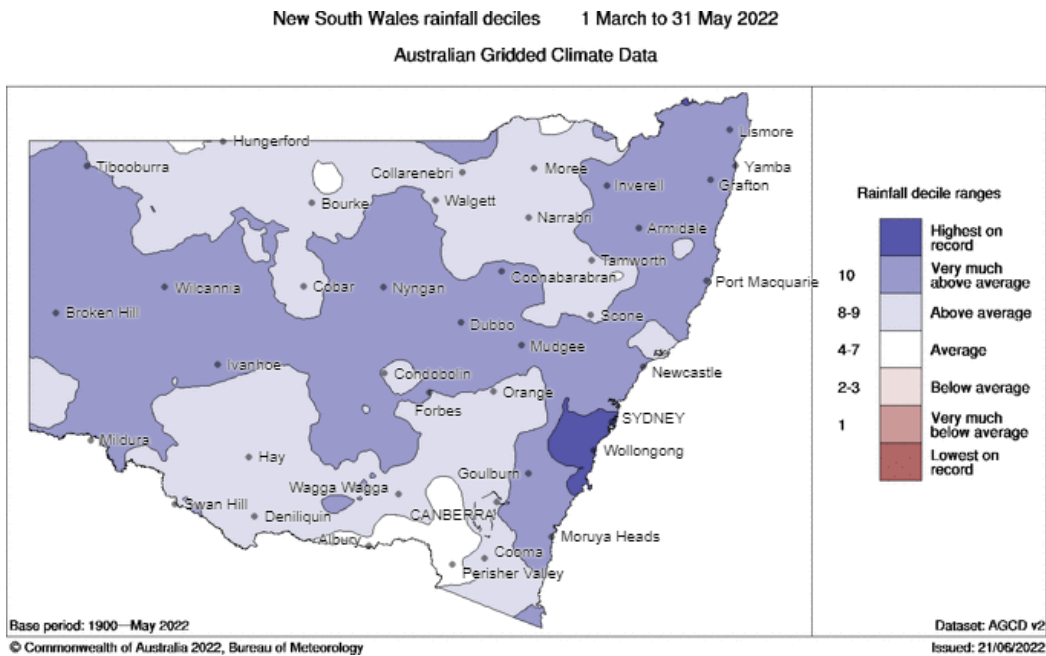 New South Wales rainfall deciles 1 March to 31 May 2022
Australian Gridded Climate Data
Hungerford
Lismore
Tibooburra
Collarenebri
Moree
Yamba
Inverell
Grafton
Bourke
Walgett
Narrabri
Armidale
Tamworth
Coonabarabran
Port Macquarie
Wilcannia
Cobar
Nyngan
Broken Hill
Scone
Dubbo
Mudgee
Ivanhoe
Condobolin
Newcastle
Forbes
Orange
SYDNEY
Mildura
Wollongong
Hay
Goulburn
Wagga Wagga
Swan Hill
Deniliquin
CANBERRA
Albury
Moruya Heads
Cooma
Perisher Valley
Rainfall decile ranges
Highest on
record
10 Very much
above average
8-9 Above average
4-7 Average
2-3 Below average
1 Very much
below average
Lowest on
record
Base period: 1900—May 2022
Dataset: AGCD v2
© Commonwealth of Australia 2022, Bureau of Meteorology
Issued: 21/06/2022